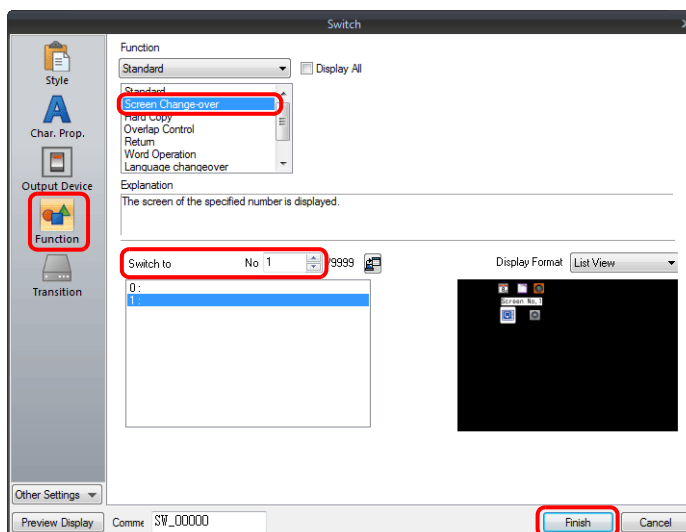 Switch
Style
Char. Prop.
Output Device
Function
Transition
Other Settings
Preview Display
Function
Standard
Display All
Standard
Screen Change-over
Hard Copy
Overlap Control
Return
Word Operation
Language changeover
Explanation
The screen of the specified number is displayed.
Switch to No 1 /9999
Display Format List View
0 :
1 :
Screen No.1
Comme SW_00000
Finish
Cancel